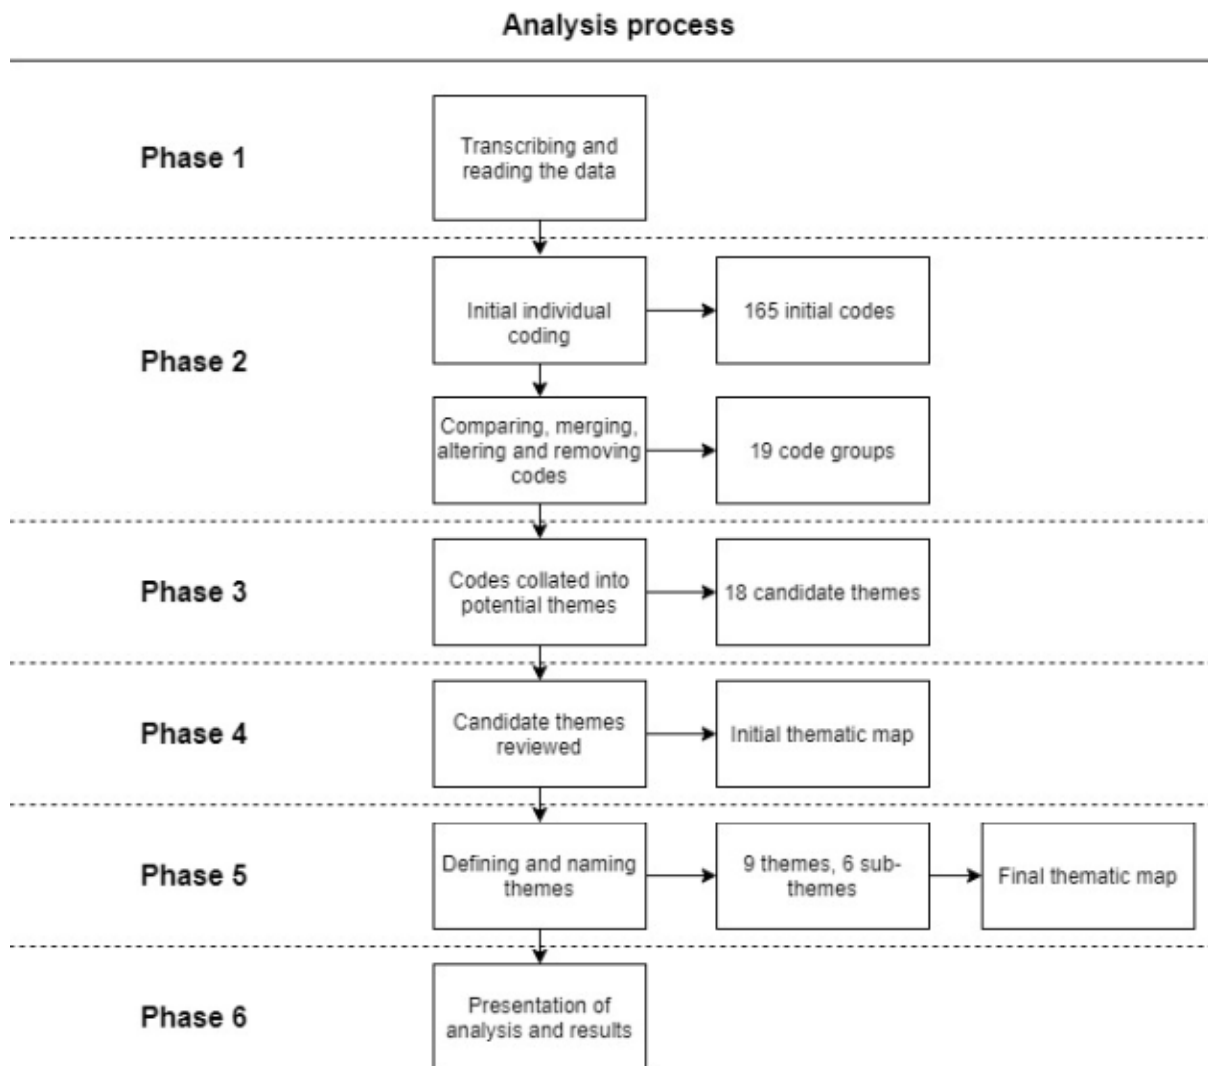 Analysis process
Phase 1
Transcribing and
reading the data
Phase 2
Initial individual
coding
165 initial codes
Comparing, merging,
altering and removing
codes
19 code groups
Phase 3
Codes collated into
potential themes
18 candidate themes
Phase 4
Candidate themes
reviewed
Initial thematic map
Phase 5
Defining and naming
themes
9 themes, 6 sub-
themes
Final thematic map
Phase 6
Presentation of
analysis and results